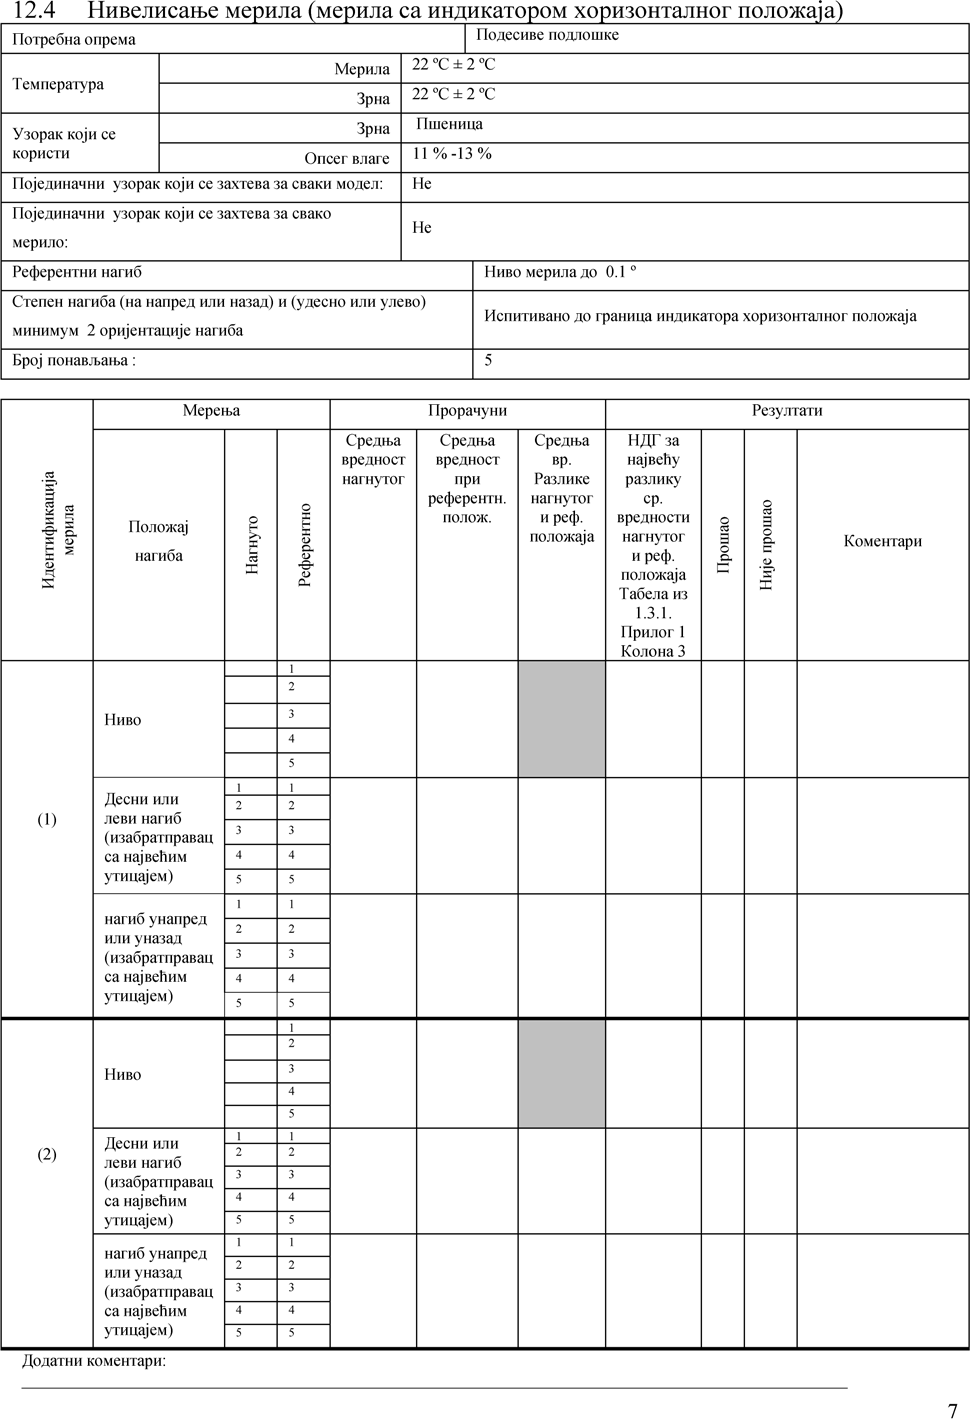 12.4 Нивелисање мерила (мерила са индикатором хоризонталног положаја)
Потребна опрема
Подесиве подлошке
Температура
Мерила
22 ºC ± 2 ºC
Зрна
22 ºC ± 2 ºC
Узорак који се
користи
Зрна
Пшеница
Опсег влаге
11 % -13 %
Појединачни узорак који се захтева за сваки модел:
Не
Појединачни узорак који се захтева за свако
мерило:
Не
Референтни нагиб
Ниво мерила до 0.1 º
Степен нагиба (на напред или назад) и (удесно или улево)
минимум 2 оријентације нагиба
Испитивано до граница индикатора хоризонталног положаја
Број понављања :
5
Идентификација
мерила
Мерења
Прорачуни
Резултати
Положај
нагиба
Нагнуто
Референтно
Средња
вредност
нагнутог
Средња
вредност
при
референтн.
полож.
Средња
вр.
Разлике
нагнутог
и реф.
положаја
НДГ за
највећу
разлику
ср.
вредности
нагнутог
и реф.
положаја
Табела из
1.3.1.
Прилог 1
Колона 3
Прошао
Није прошао
Коментари
(1)
Ниво
1
2
3
4
5
Десни или
леви нагиб
(изабратправац
са највећим
утицајем)
1 1
2 2
3 3
4 4
5 5
нагиб унапред
или уназад
(изабратправац
са највећим
утицајем)
1 1
2 2
3 3
4 4
5 5
(2)
Ниво
1
2
3
4
5
Десни или
леви нагиб
(изабратправац
са највећим
утицајем)
1 1
2 2
3 3
4 4
5 5
нагиб унапред
или уназад
(изабратправац
са највећим
утицајем)
1 1
2 2
3 3
4 4
5 5
Додатни коментари:
7